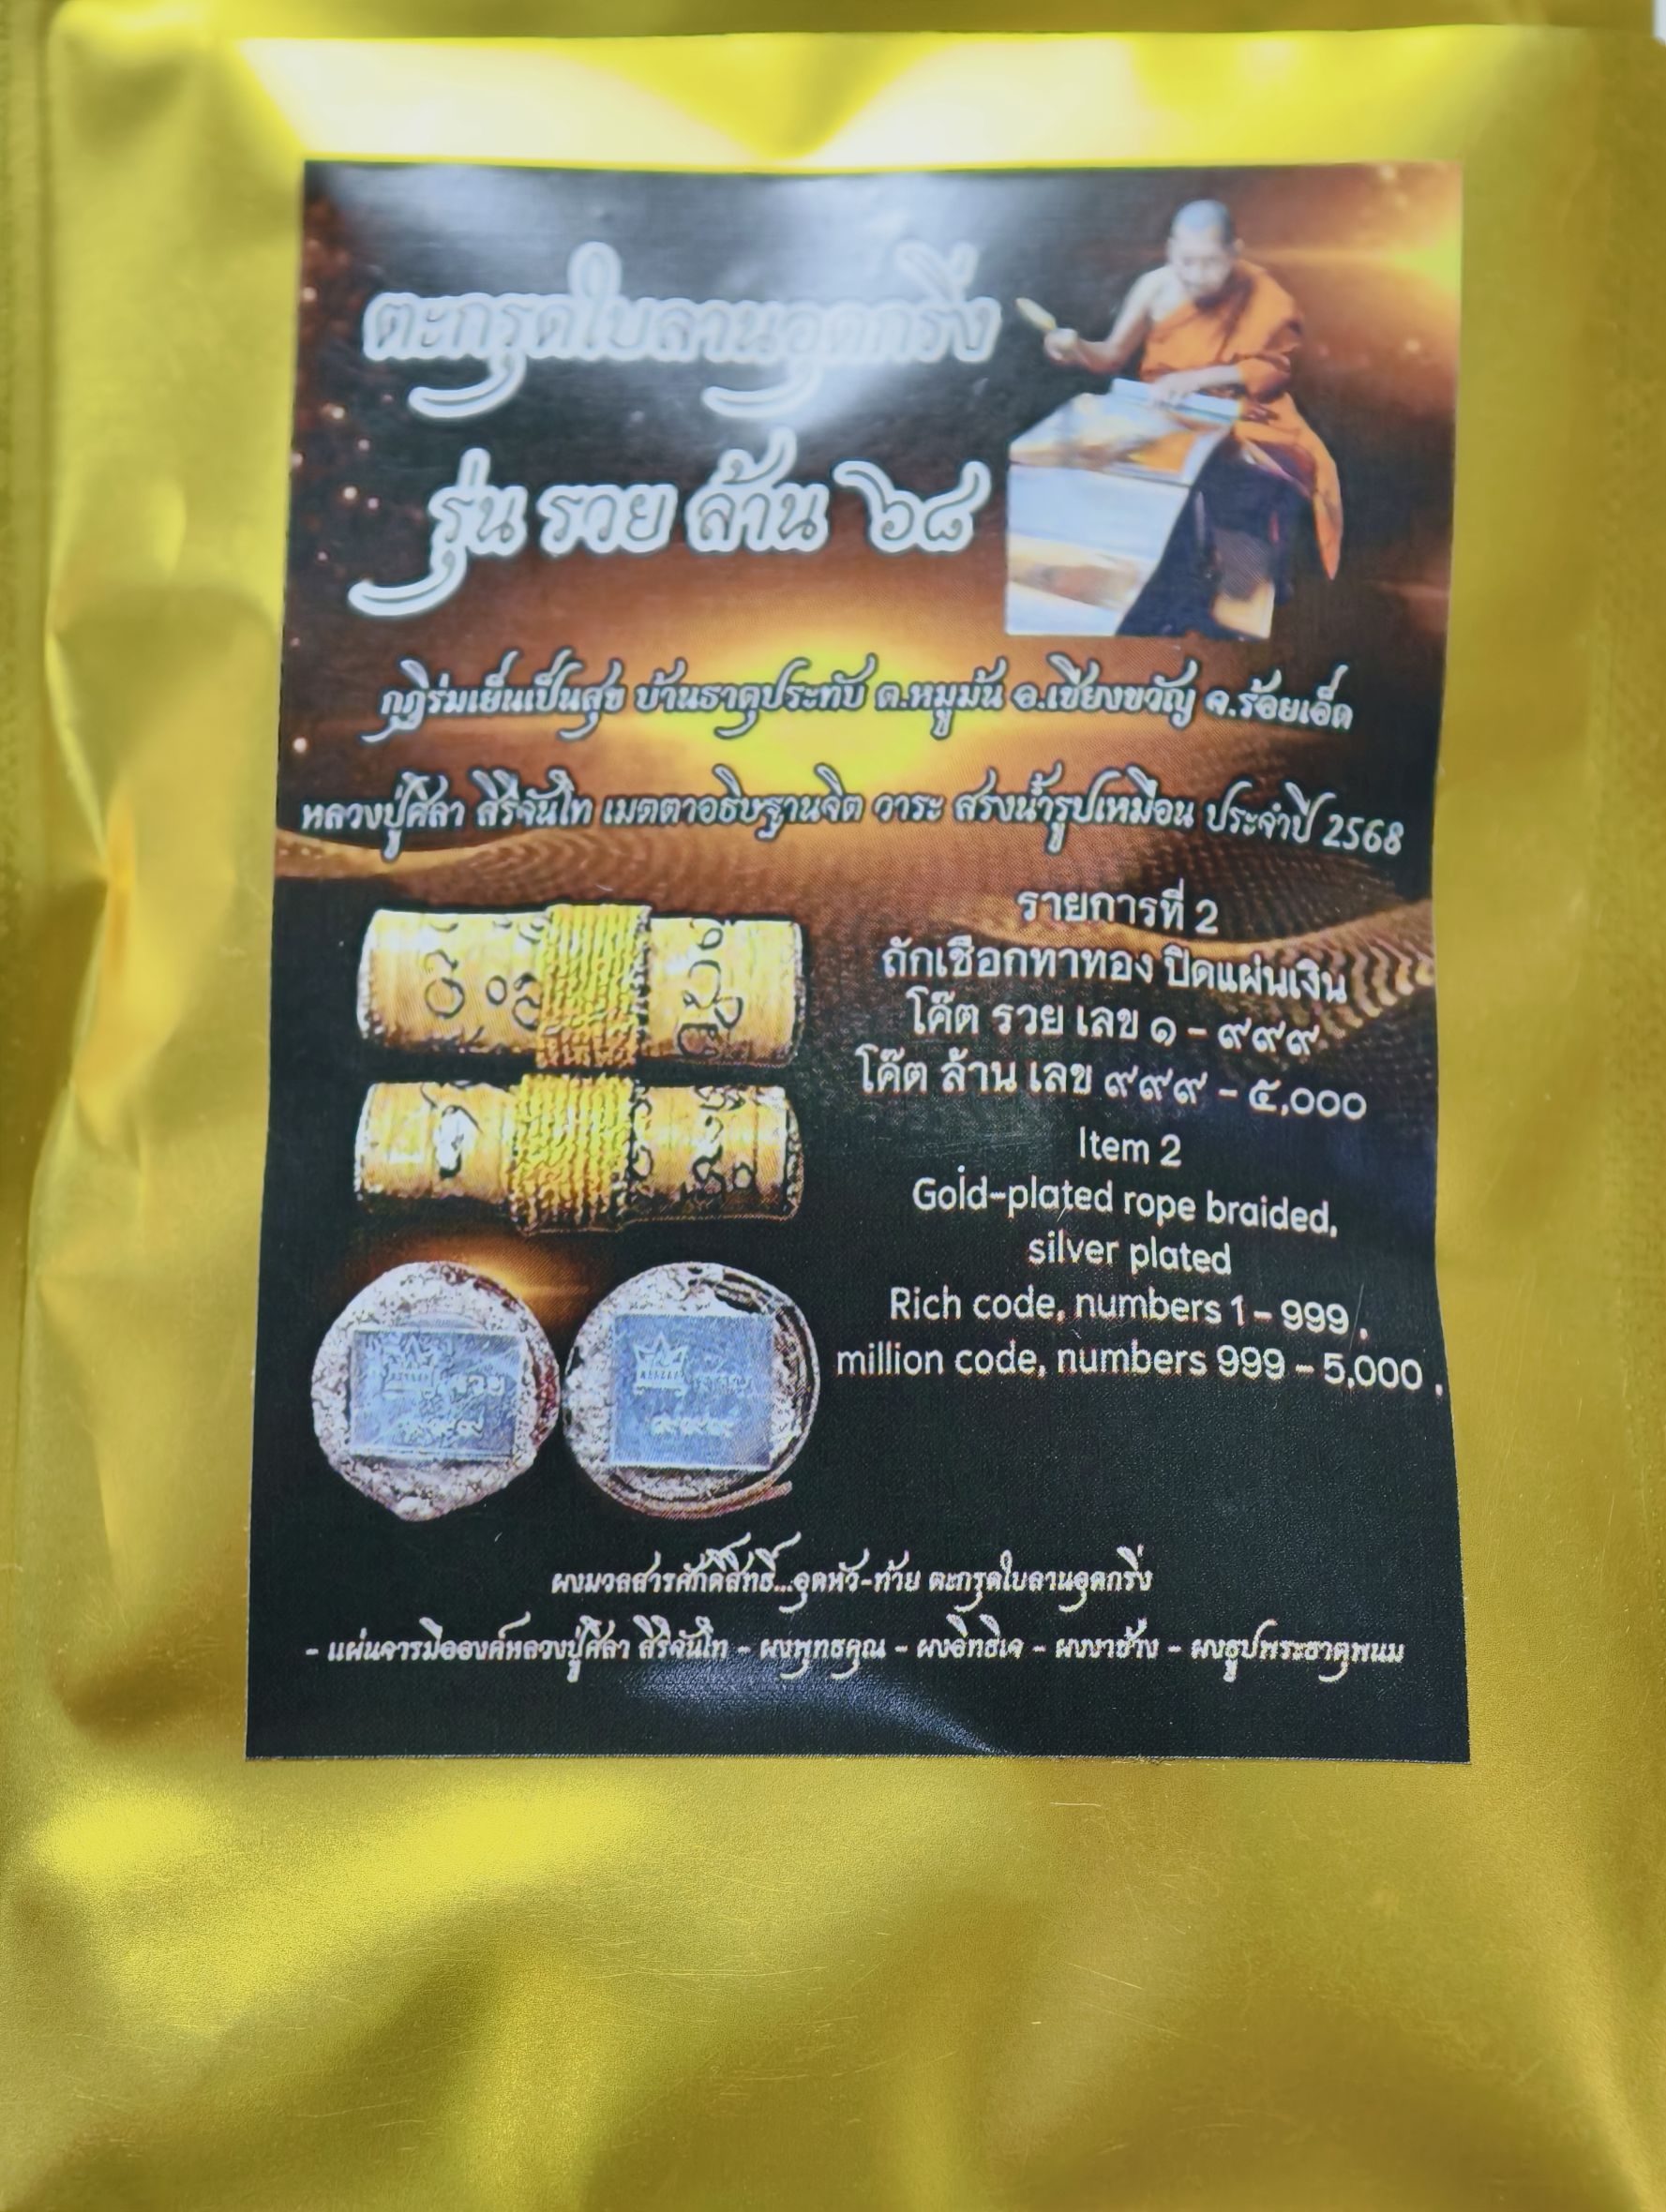 ตะกรุดใบลานอุดกริ่ง
รุ่น รวย ล้าน ๖๘
กุฏิร่มเย็นเป็นสุข บ้านธาตุประทับ ต.หมูม้น อ.เชียงขวัญ จ.ร้อยเอ็ด
หลวงปู่ศิลา สิริจันโท เมตตาอธิษฐานจิต วาระ สรงน้ำรูปเหมือน ประจำปี 2568
รายการที่ 2
ถักเชือกทาทอง ปิดแผ่นเงิน
โค๊ต รวย เลข ๑ - ๙๙๙
โค๊ต ล้าน เลข ๙๙๙ - ๕,๐๐๐
Item 2
Gold-plated rope braided,
silver plated
Rich code, numbers 1 - 999 .
million code, numbers 999 - 5,000 .
ผงมวลสารศักดิ์สิทธิ์...อุดหัว-ท้าย ตะกรุดใบลานอุดกริ่ง
- แผ่นจารมือองค์หลวงปู่ศิลา สิริจันโท - ผงพุทธคุณ - ผงอิทธิเจ - ผงงาช้าง - ผงธูปพระธาตุพนม